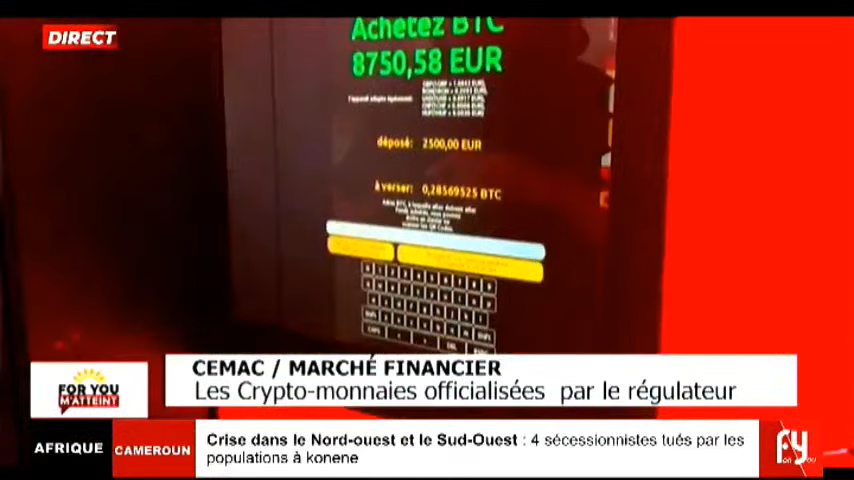 DIRECT
Achetez BTC
8750,58 EUR
déposé: 2500,00 EUR
à verser: 0,28569525 BTC
CEMAC / MARCHÉ FINANCIER
Les Crypto-monnaies officialisées par le régulateur
FOR YOU
M'ATTEINT
AFRIQUE
CAMEROUN
Crise dans le Nord-ouest et le Sud-Ouest : 4 sécessionnistes tués par les
populations à konene